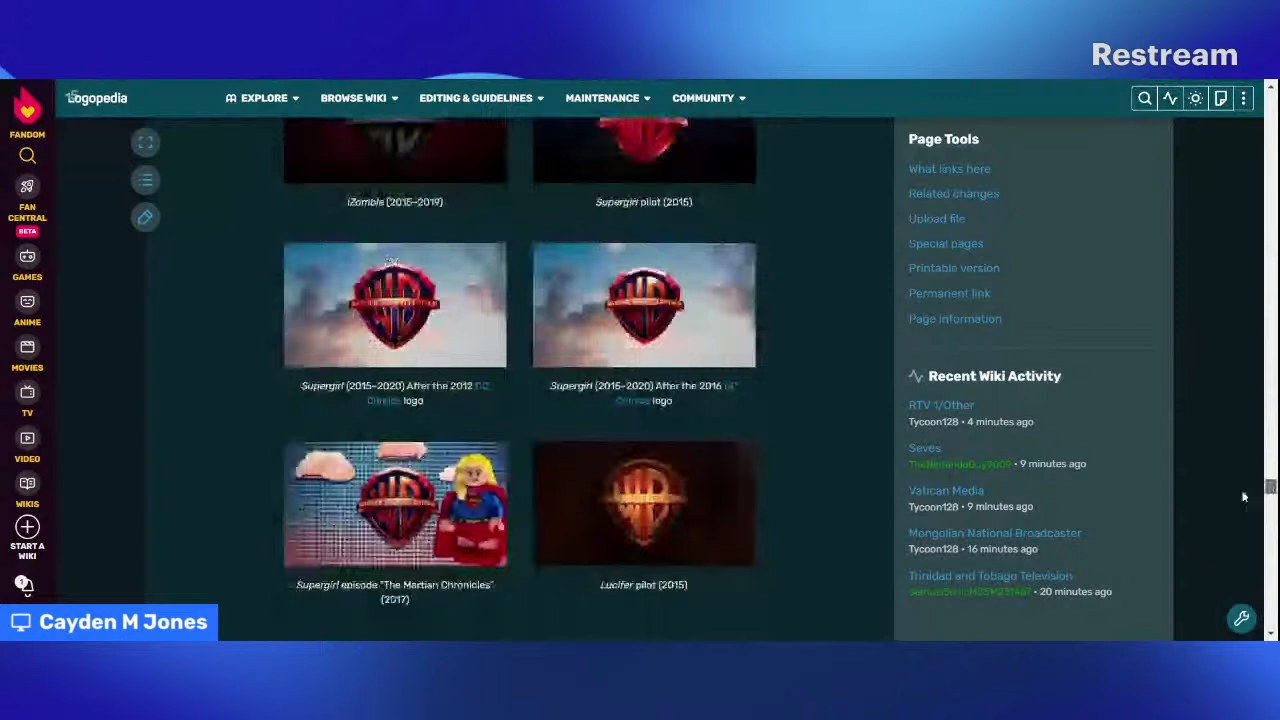 Restream
Logopedia
EXPLORE
BROWSE WIKI
EDITING & GUIDELINES
MAINTENANCE
COMMUNITY
FANDOM
FAN
CENTRAL
BETA
GAMES
ANIME
MOVIES
TV
VIDEO
WIKIS
START A
WIKI
1
iZombie (2015-2019)
Supergirl pilot (2015)
Supergirl (2015-2020) After the 2012 DC
Comics logo
Supergirl (2015-2020) After the 2016 DC
Comics logo
Supergirl episode "The Martian Chronicles"
(2017)
Lucifer pilot (2015)
Page Tools
What links here
Related changes
Upload file
Special pages
Printable version
Permanent link
Page information
Recent Wiki Activity
RTV 1/Other
Tycoon128 • 4 minutes ago
Seves
TheNintendoGuy2009 • 9 minutes ago
Vatican Media
Tycoon128 • 9 minutes ago
Mongolian National Broadcaster
Tycoon128 • 16 minutes ago
Trinidad and Tobago Television
• 20 minutes ago
Cayden M Jones